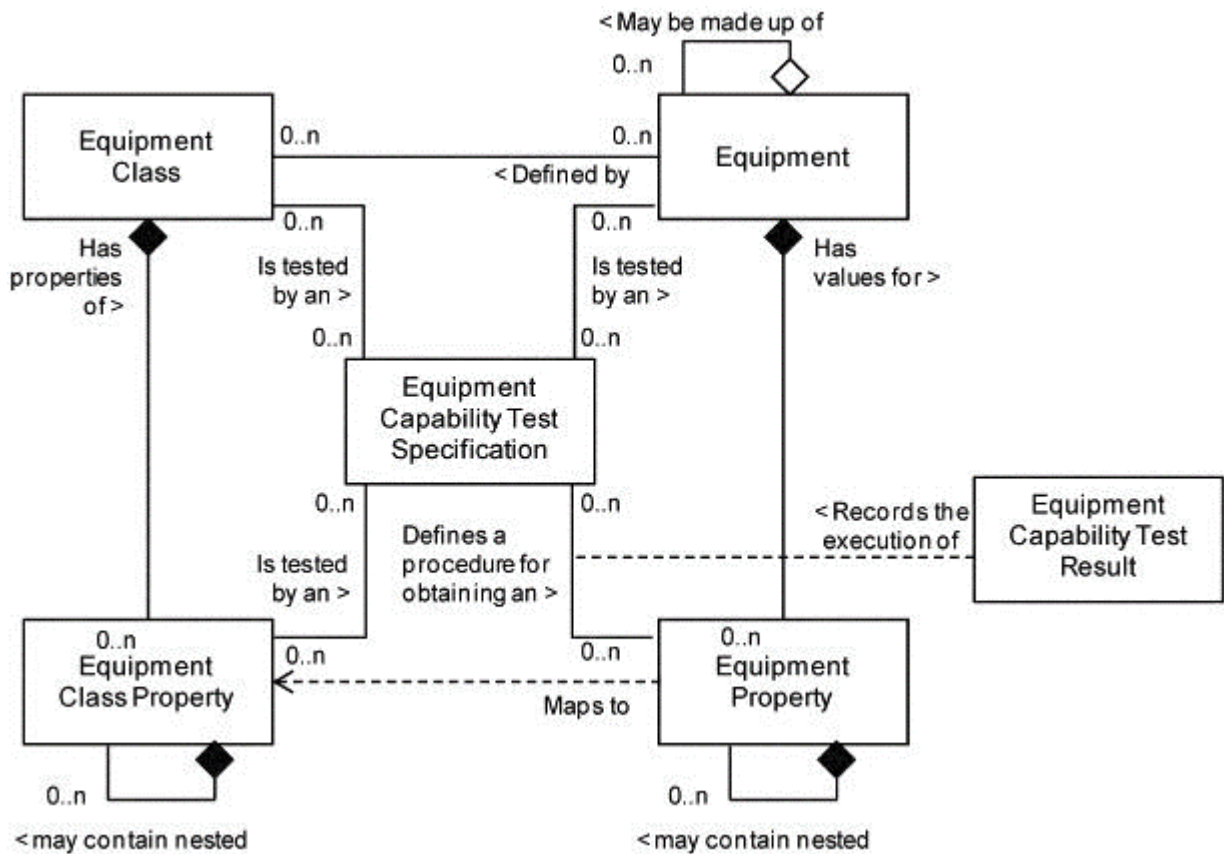 < May be made up of
0..n
Equipment
Class
0..n
0..n
Equipment
< Defined by
0..n
0..n
Has
properties
of >
Is tested
by an >
Is tested
by an >
Has
values for >
0..n
0..n
Equipment
Capability Test
Specification
0..n
0..n
Defines a
procedure for
obtaining an >
< Records the
execution of
Equipment
Capability Test
Result
Is tested
by an >
0..n
Equipment
Class Property
0..n
0..n
0..n
Equipment
Property
Maps to
0..n
0..n
< may contain nested
< may contain nested